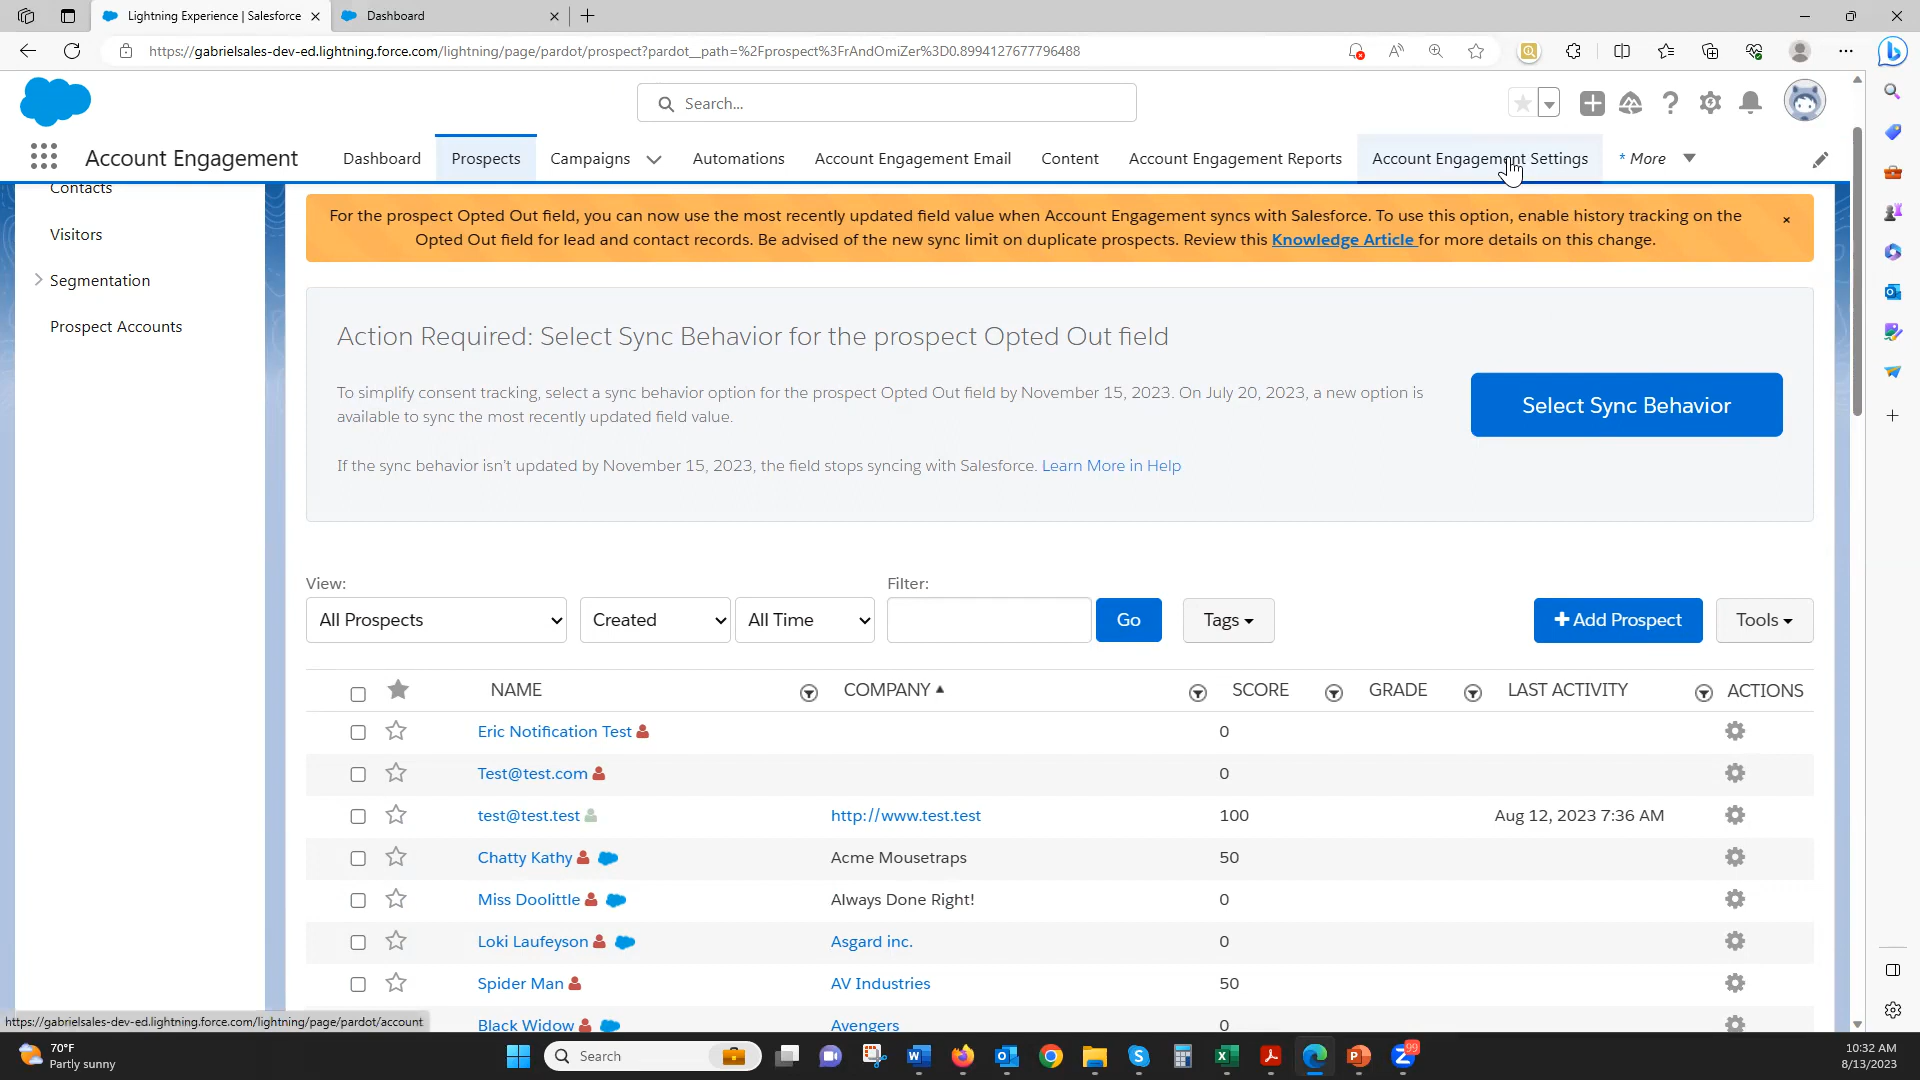 Lightning Experience | Salesforce
Dashboard
https://gabrielsales-dev-ed.lightning.force.com/lightning/page/pardot/prospect?pardot__path=%2Fprospect%3FrAndOmiZer%3D0.8994127677796488
Search...
Account Engagement
Dashboard
Prospects
Campaigns
Automations
Account Engagement Email
Content
Account Engagement Reports
Account Engagement Settings
* More
Contacts
Visitors
Segmentation
Prospect Accounts
For the prospect Opted Out field, you can now use the most recently updated field value when Account Engagement syncs with Salesforce. To use this option, enable history tracking on the
Opted Out field for lead and contact records. Be advised of the new sync limit on duplicate prospects. Review this Knowledge Article for more details on this change.
×
Action Required: Select Sync Behavior for the prospect Opted Out field
To simplify consent tracking, select a sync behavior option for the prospect Opted Out field by November 15, 2023. On July 20, 2023, a new option is
available to sync the most recently updated field value.
If the sync behavior isn't updated by November 15, 2023, the field stops syncing with Salesforce. Learn More in Help
Select Sync Behavior
View:
Filter:
All Prospects
Created
All Time
Go
Tags
+ Add Prospect
Tools
NAME COMPANY SCORE GRADE LAST ACTIVITY ACTIONS
Eric Notification Test 0
Test@test.com 0
test@test.test http://www.test.test 100 Aug 12, 2023 7:36 AM
Chatty Kathy Acme Mousetraps 50
Miss Doolittle Always Done Right! 0
Loki Laufeyson Asgard inc. 0
Spider Man AV Industries 50
Black Widow Avengers 0
https://gabrielsales-dev-ed.lightning.force.com/lightning/page/pardot/account
70°F
Partly sunny
Search
99
10:32 AM
8/13/2023